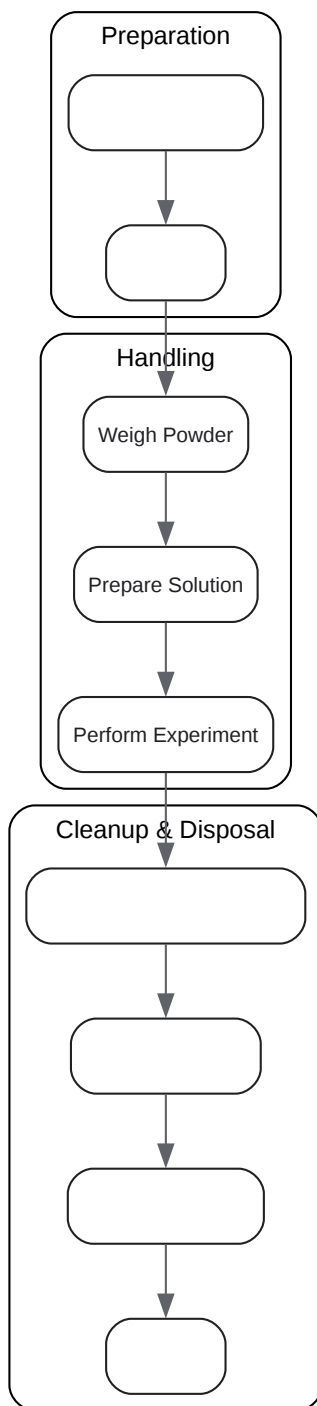 Preparation
Handling
Weigh Powder
Prepare Solution
Perform Experiment
Cleanup & Disposal